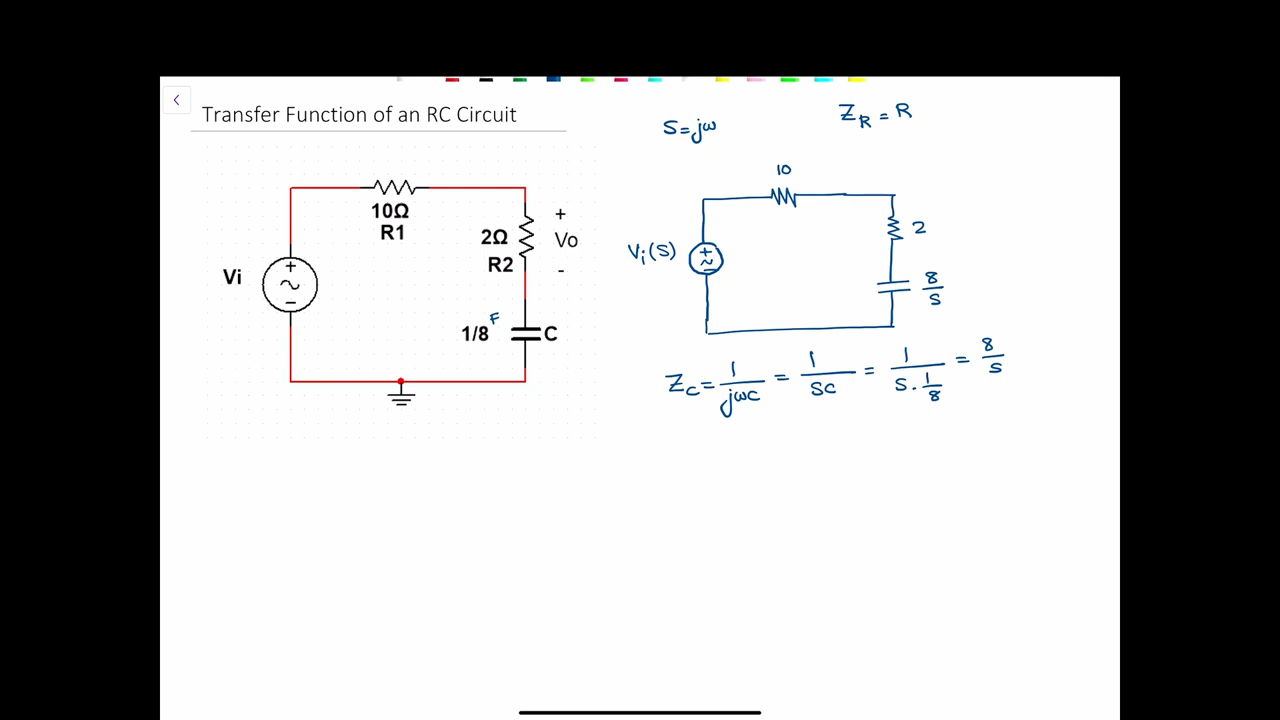 Transfer Function of an RC Circuit
S=jω
Z_R = R
10Ω
R1
2Ω
R2
+
Vo
-
Vi
+
~
-
1/8 F
C
10
2
Vi(S)
+
~
-
8/S
Z_C = 1/jωC = 1/SC = 1/S·1/8 = 8/S